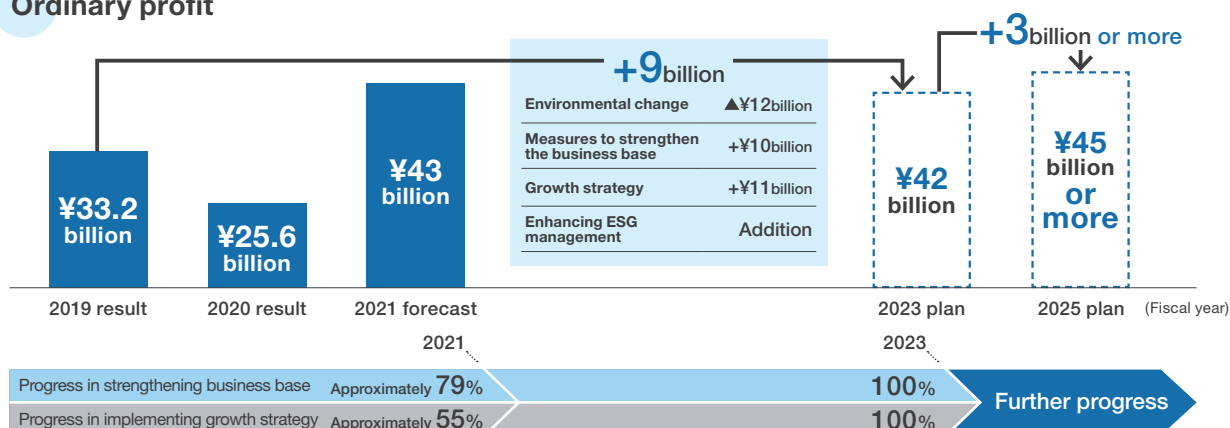 Ordinary profit
+3billion or more
+9billion
Environmental change ▲¥12billion
Measures to strengthen
the business base +¥10billion
Growth strategy +¥11billion
Enhancing ESG
management Addition
¥33.2
billion
¥25.6
billion
¥43
billion
¥42
billion
¥45
billion
or
more
2019 result
2020 result
2021 forecast
2023 plan
2025 plan
(Fiscal year)
2021
2023
Progress in strengthening business base Approximately 79%
100%
Progress in implementing growth strategy Approximately 55%
100%
Further progress